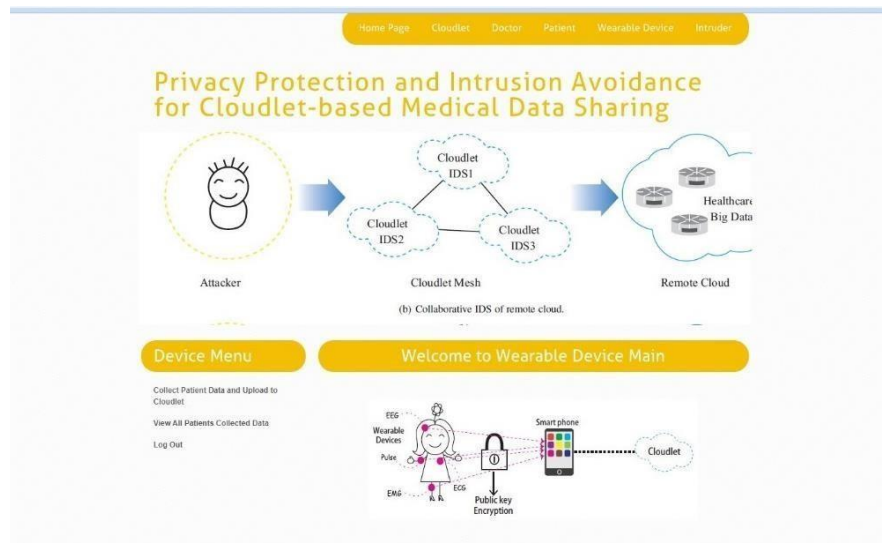 Home Page Cloudlet Doctor Patient Wearable Device Intruder
Privacy Protection and Intrusion Avoidance
for Cloudlet-based Medical Data Sharing
Cloudlet
IDS1
Cloudlet
IDS2
Cloudlet
IDS3
Healthcare
Big Data
Attacker
Cloudlet Mesh
Remote Cloud
(b) Collaborative IDS of remote cloud.
Device Menu
Collect Patient Data and Upload to
Cloudlet
View All Patients Collected Data
Log Out
Welcome to Wearable Device Main
EEG
Wearable
Devices
Pulse
EMG
ECG
Public key
Encryption
Smart phone
Cloudlet